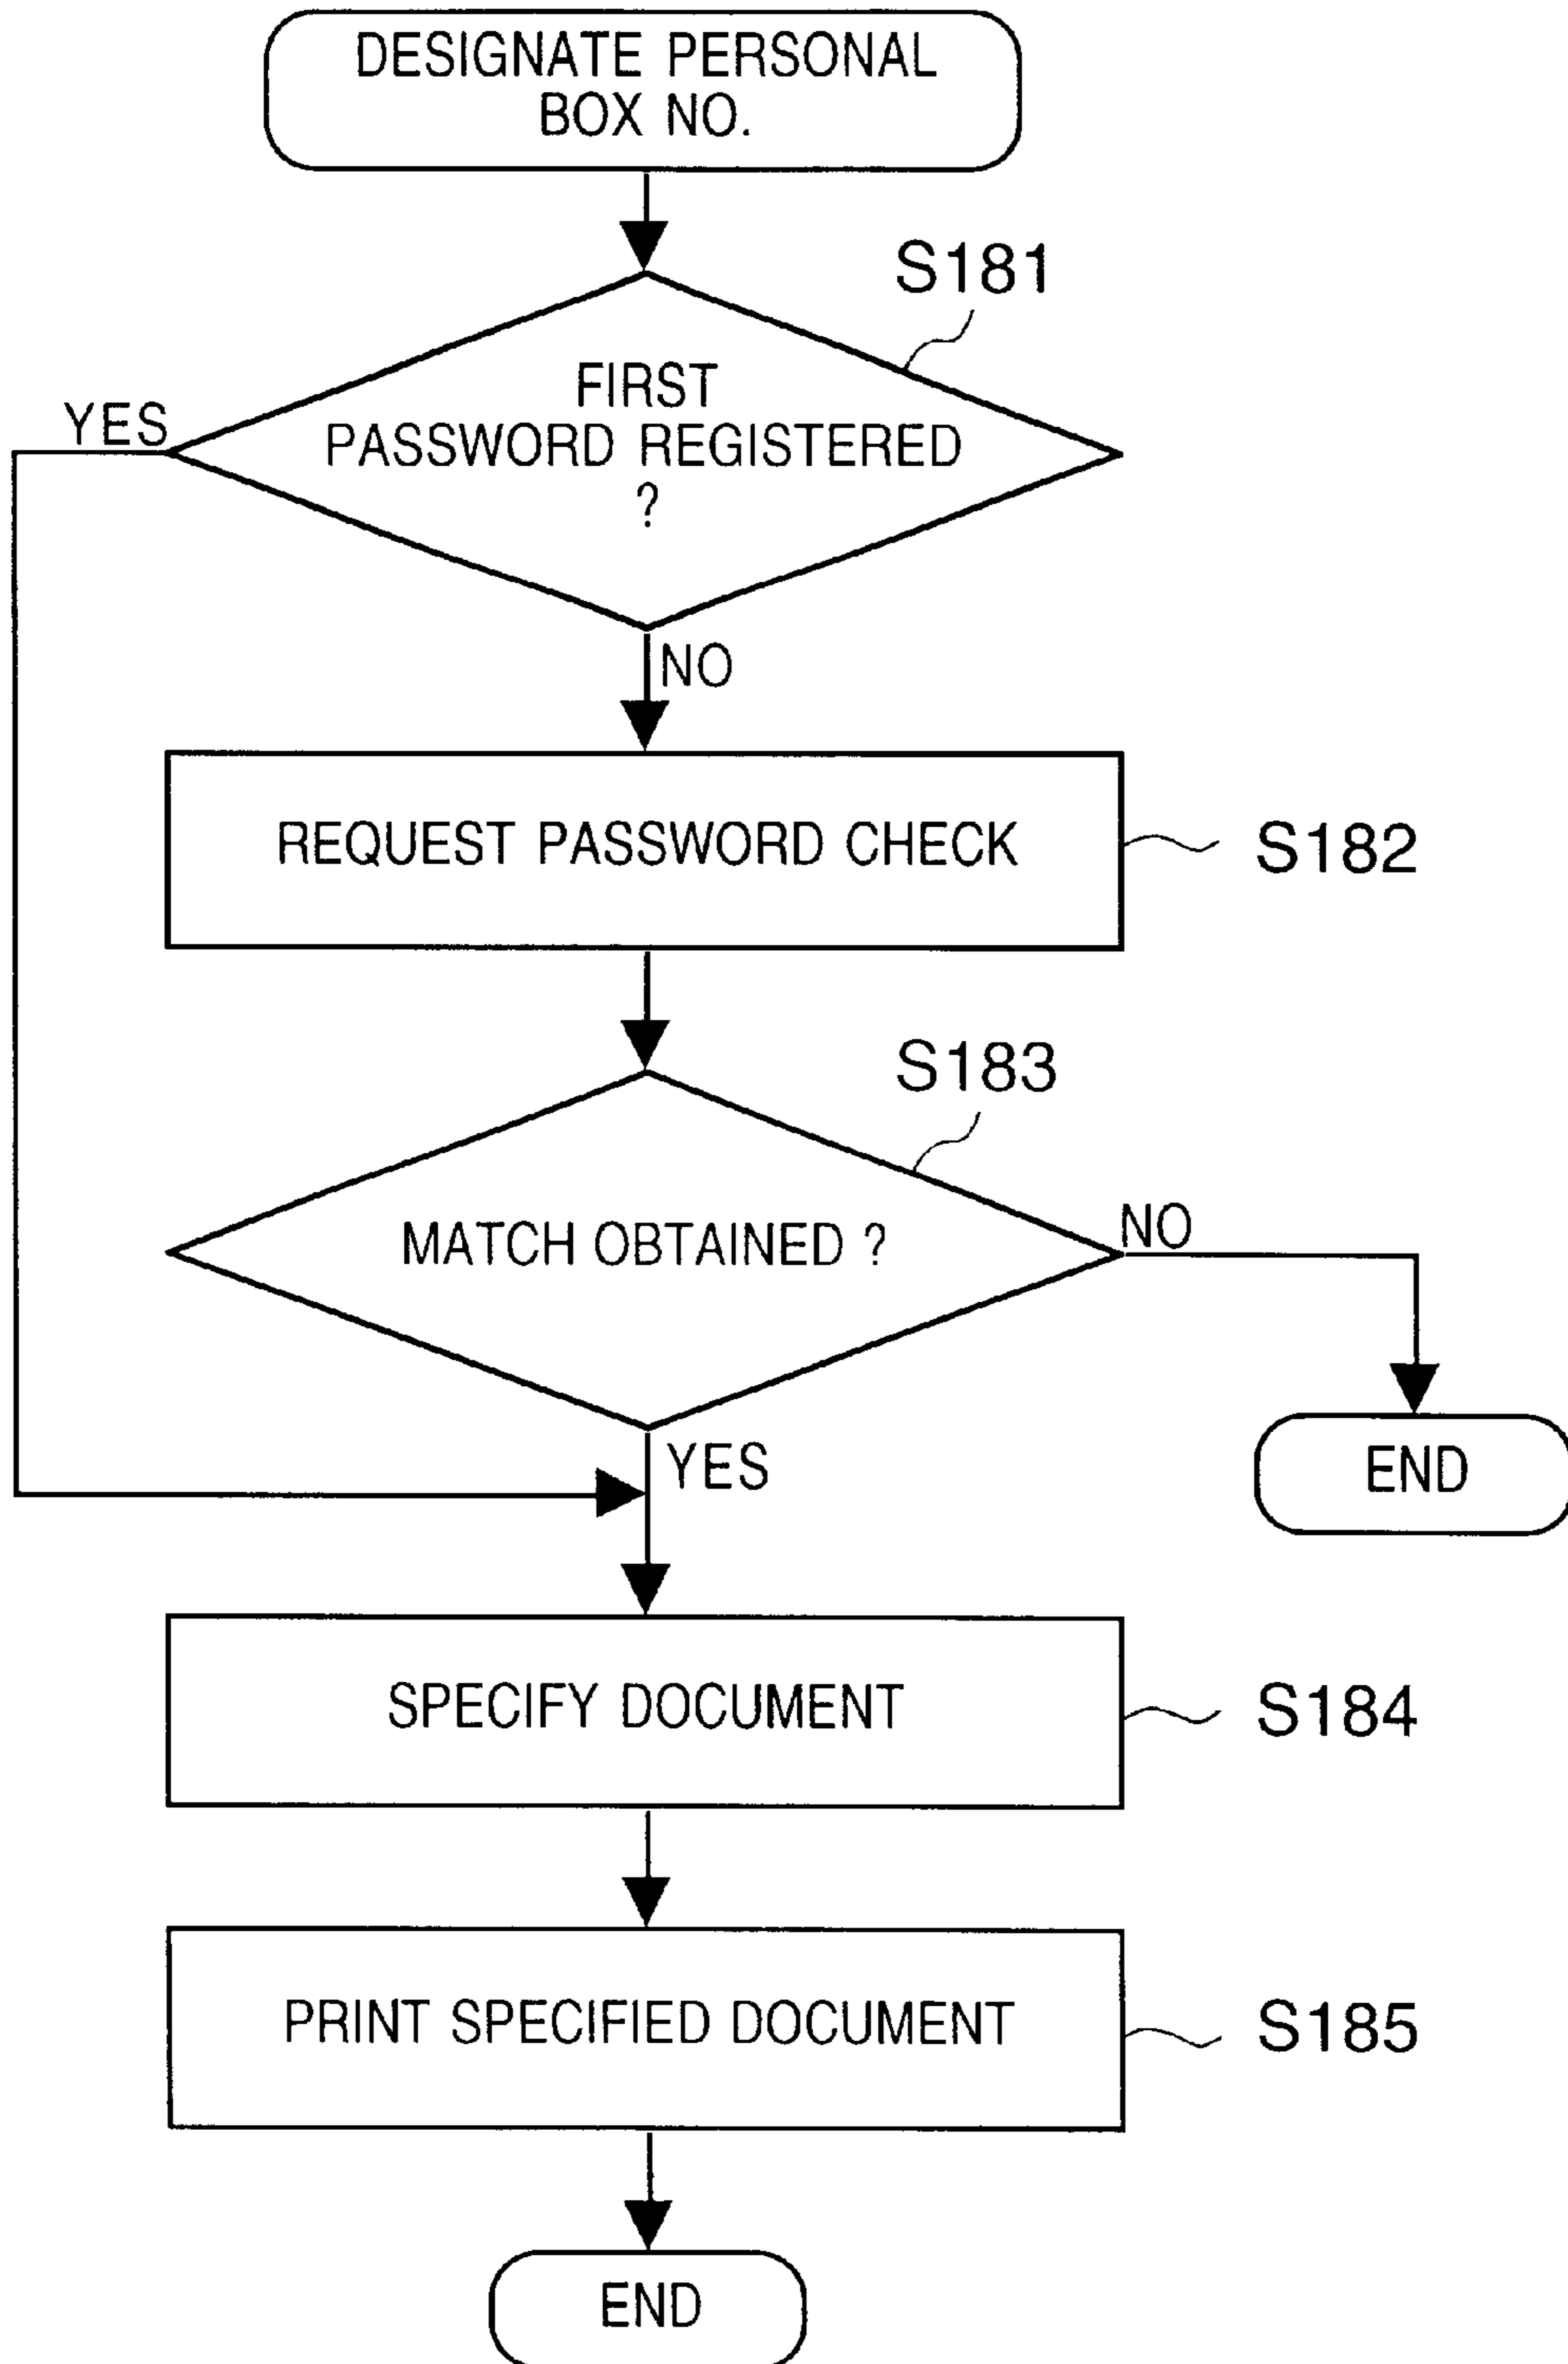 DESIGNATE PERSONAL
BOX NO.
S181
FIRST
PASSWORD REGISTERED
?
YES
NO
REQUEST PASSWORD CHECK
S182
S183
MATCH OBTAINED ?
NO
YES
END
SPECIFY DOCUMENT
S184
PRINT SPECIFIED DOCUMENT
S185
END